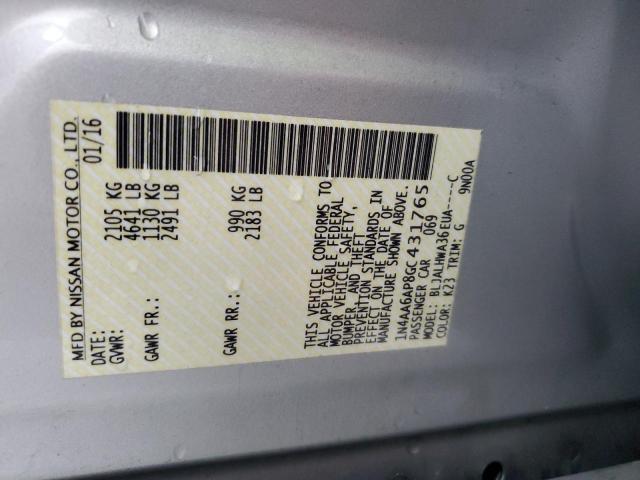 MFD BY NISSAN MOTOR CO., LTD.
DATE: 01/16
GVWR: 2105 KG
4641 LB
GAWR FR.: 1130 KG
2491 LB
GAWR RR.: 990 KG
2183 LB
THIS VEHICLE CONFORMS TO
ALL APPLICABLE FEDERAL
MOTOR VEHICLE SAFETY,
BUMPER, AND THEFT
PREVENTION STANDARDS IN
EFFECT ON THE DATE OF
MANUFACTURE SHOWN ABOVE.
1N4AA6AP8GC431765
PASSENGER CAR 069
MODEL: BLJALHWA36EUA----C
COLOR: K23 TRIM: G 9N00A